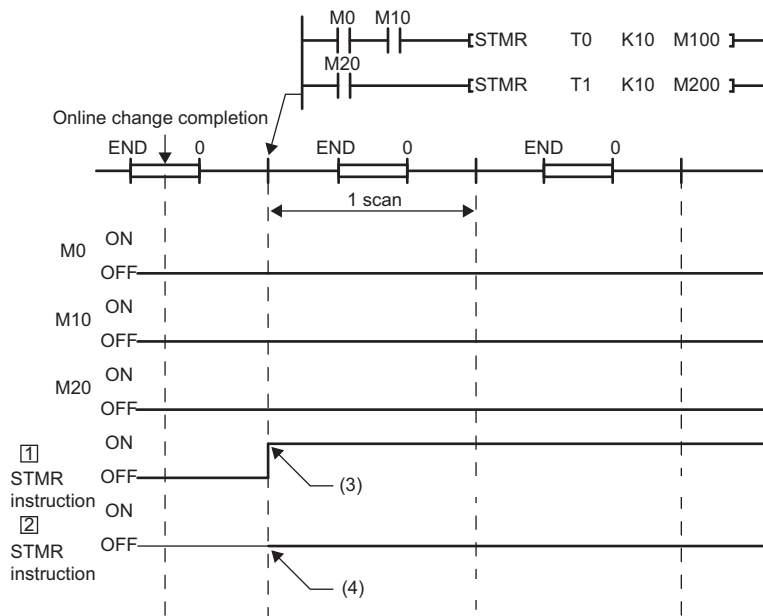 M0 M10
STMR T0 K10 M100
M20
STMR T1 K10 M200
Online change completion
END 0 END 0 END 0
1 scan
ON
M0
OFF
ON
M10
OFF
ON
M20
OFF
ON
1
OFF
STMR
instruction
(3)
ON
2
OFF
STMR
instruction
(4)